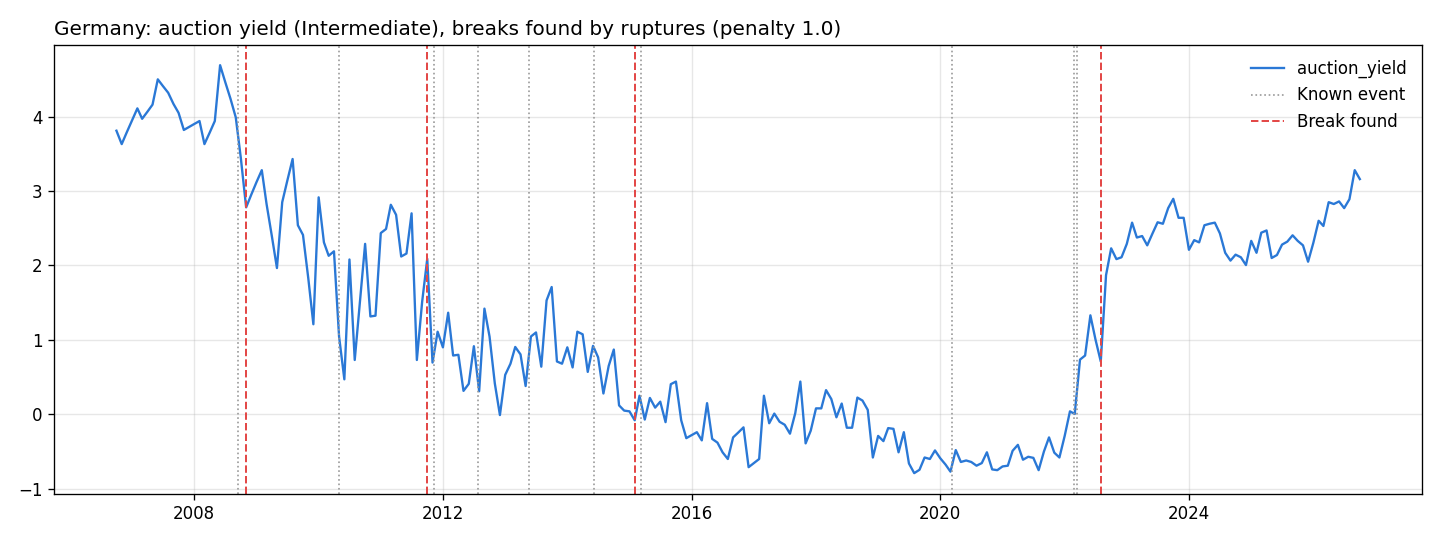 Germany: auction yield (Intermediate), breaks found by ruptures (penalty 1.0)
auction_yield
Known event
Break found
4
3
2
1
0
−1
2008
2012
2016
2020
2024